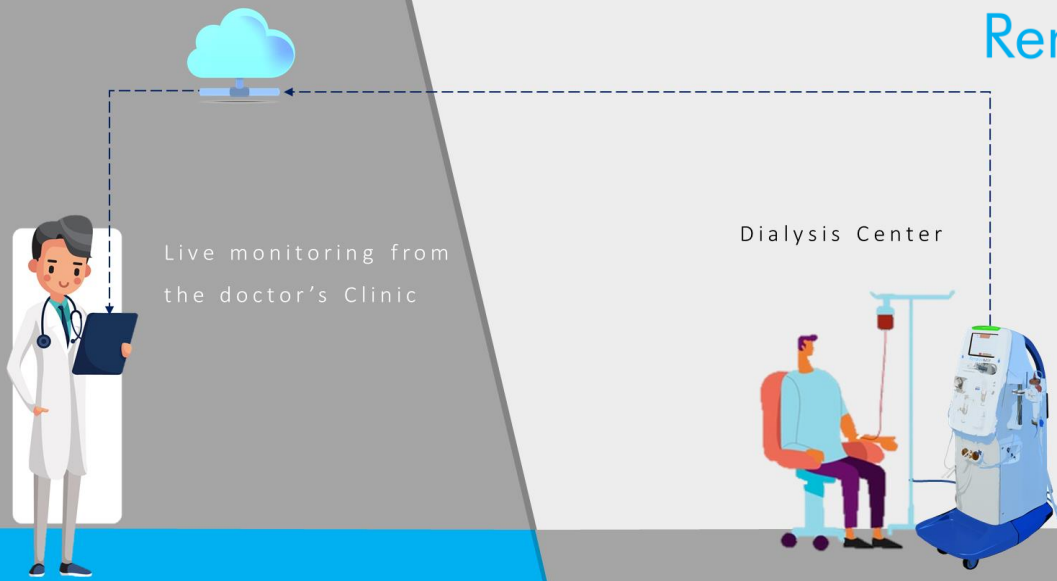 Live monitoring from
the doctor's Clinic
Dialysis Center